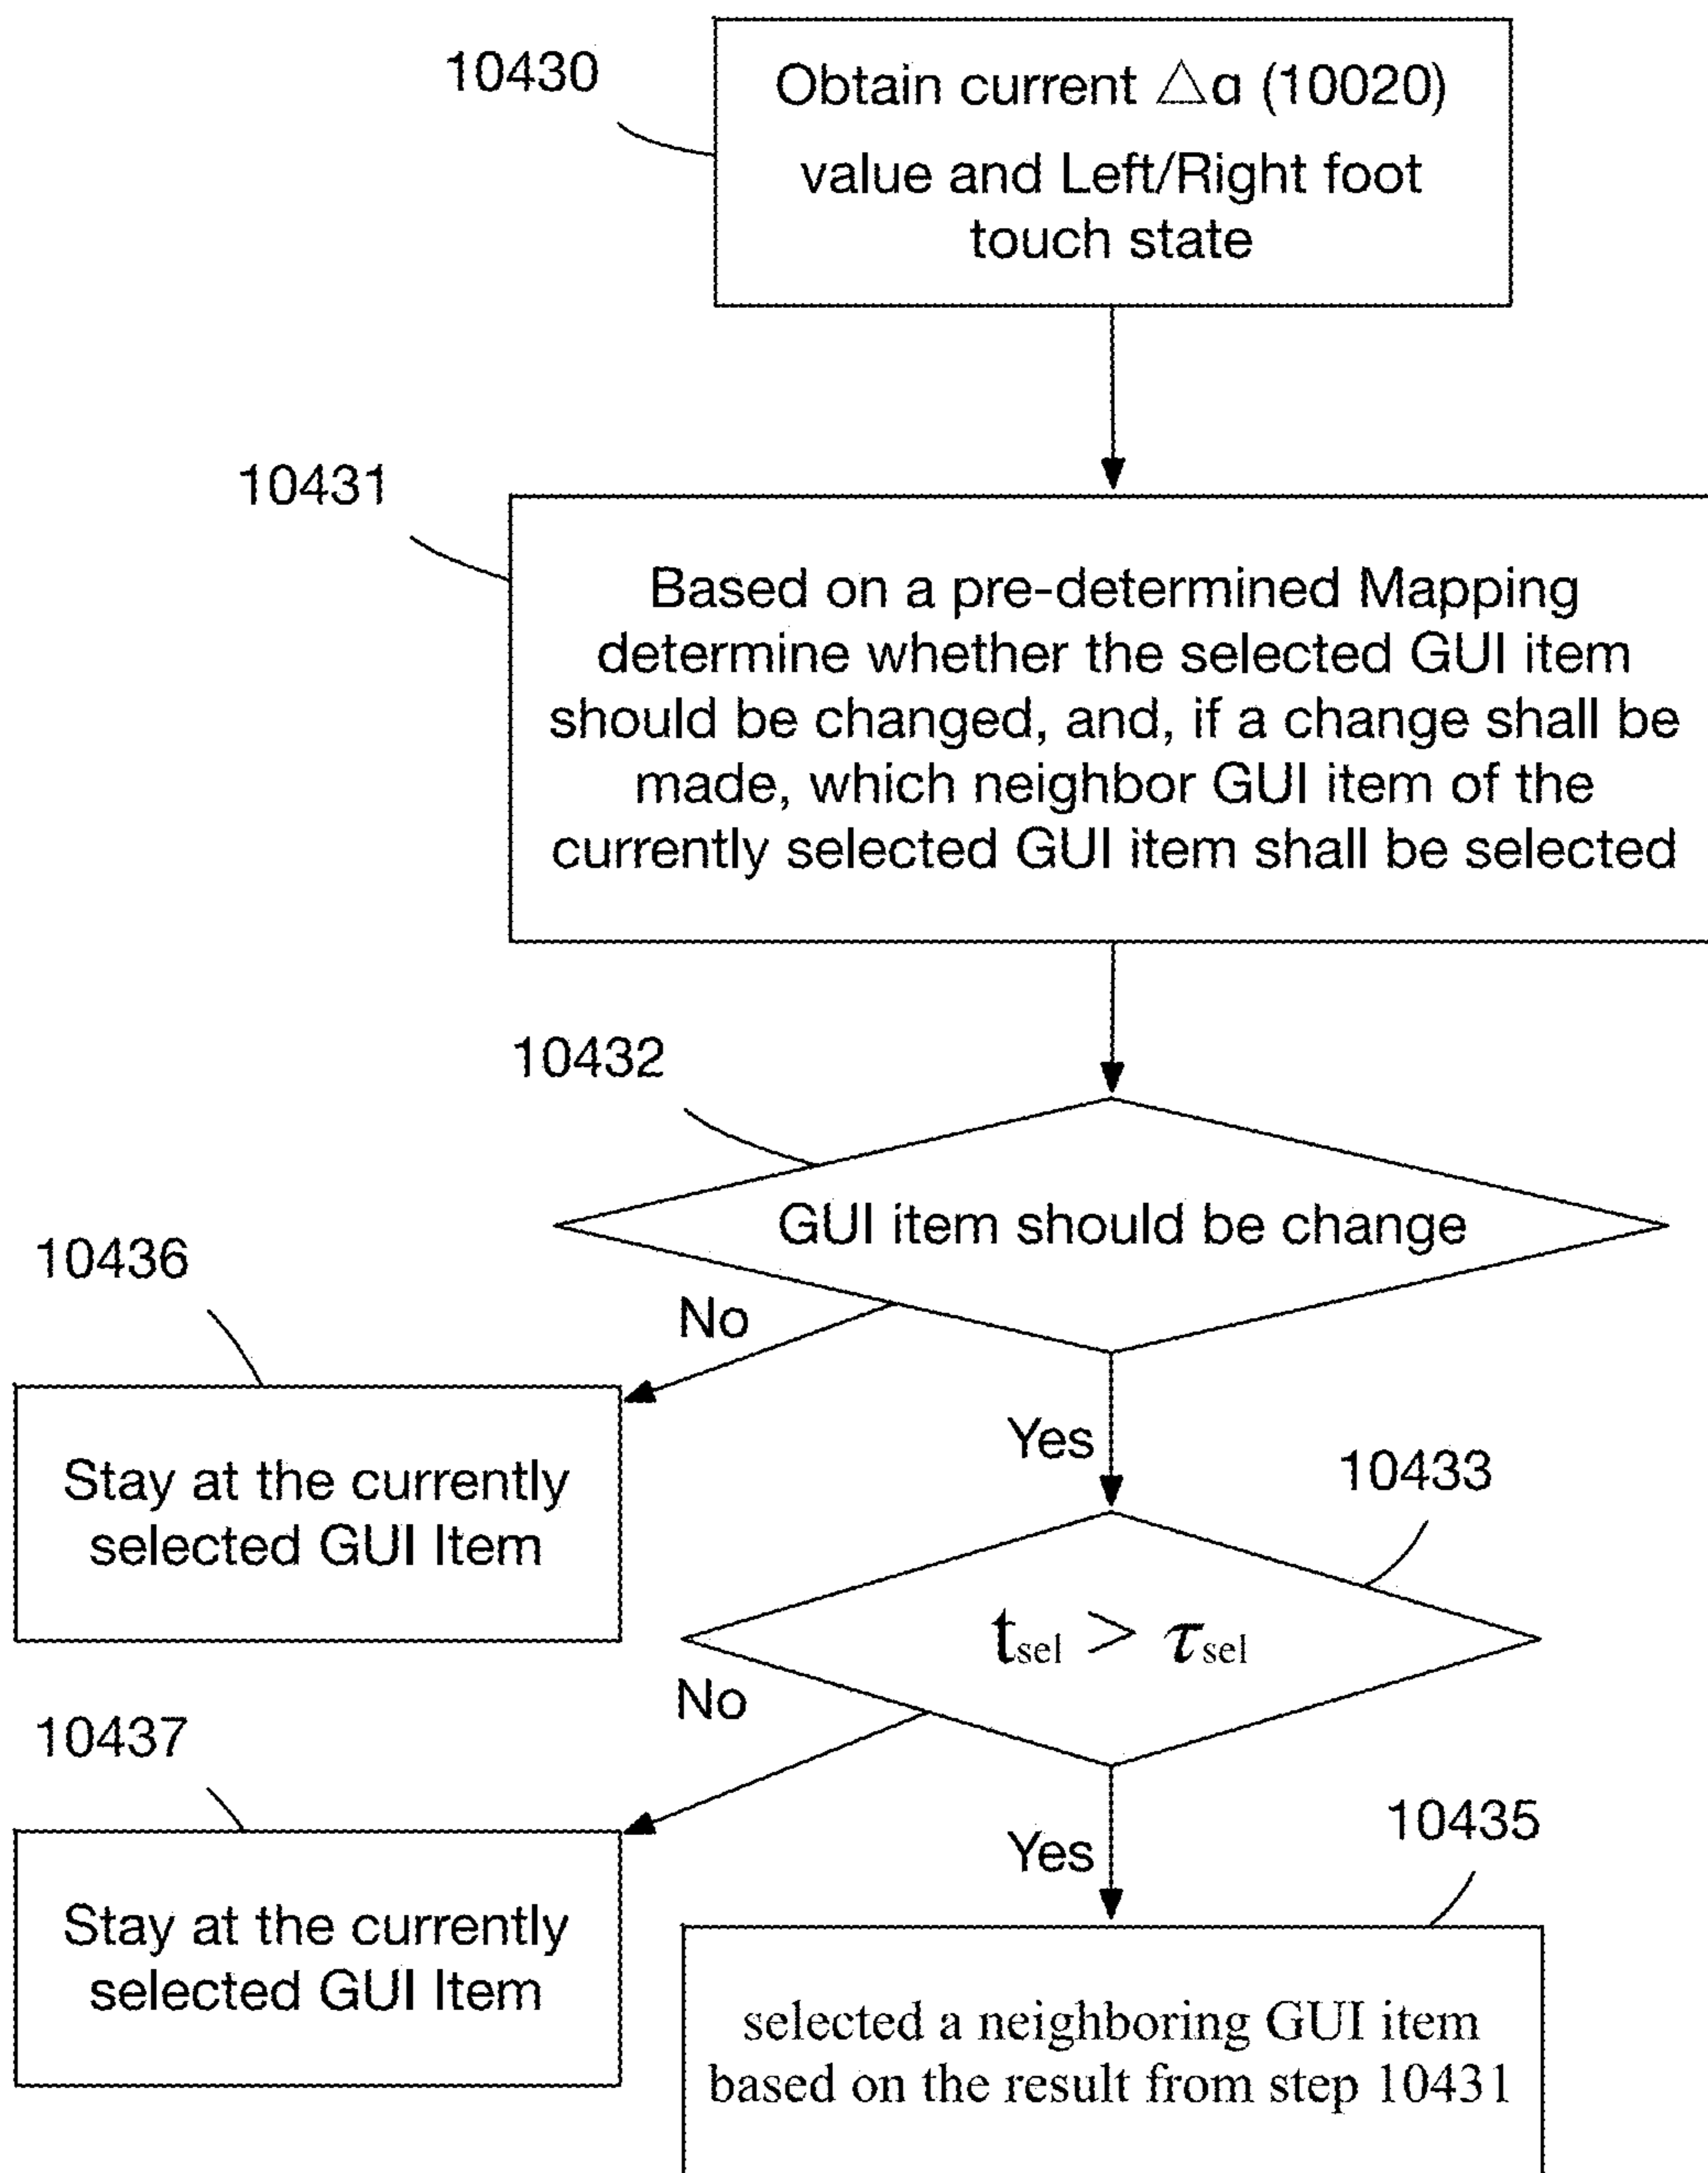 10430
Obtain current △ɑ (10020)
value and Left/Right foot
touch state
10431
Based on a pre-determined Mapping
determine whether the selected GUI item
should be changed, and, if a change shall be
made, which neighbor GUI item of the
currently selected GUI item shall be selected
10432
GUI item should be change
10436
No
Stay at the currently
selected GUI Item
Yes
10433
t_sel > τ_sel
No
10437
Stay at the currently
selected GUI Item
Yes
10435
selected a neighboring GUI item
based on the result from step 10431